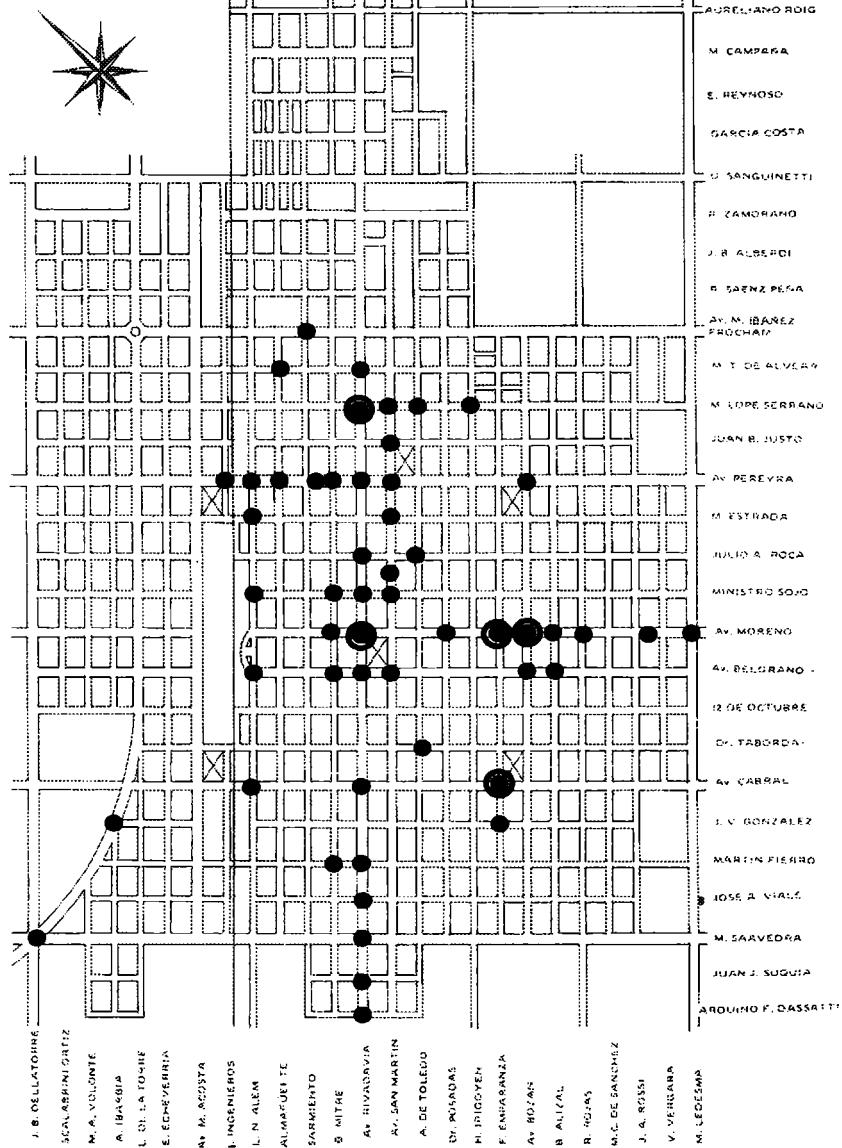 AURELIANO ROIG
M. CAMPAÑA
E. REYNOSO
GARCIA COSTA
U. SANGUINETTI
P. ZAMORANO
J. B. ALBERDI
R. SAENZ PEÑA
Av. M. IBAÑEZ
FROCHAM
M. T. DE ALVEAR
M. LOPE SERRANO
JUAN B. JUSTO
Av. PEREYRA
M. ESTRADA
JULIO A. ROCA
MINISTRO SOJO
Av. MORENO
Av. BELGRANO
12 DE OCTUBRE
Dr. TABORDA
Av. CABRAL
J. V. GONZALEZ
MARTIN FIERRO
JOSE A. VIALE
M. SAAVEDRA
JUAN J. SUQUIA
ARDUINO F. DASSATTI
J. B. DELLATORRE
SCALABRINI ORTIZ
M. A. VOLONTE
A. IBARBIA
L. DE LA TORRE
E. ECHEVERRIA
Av. M. ACOSTA
J. INGENIEROS
L. N. ALEM
ALMAFUERTE
SARMIENTO
B. MITRE
Av. RIVADAVIA
Av. SAN MARTIN
A. DE TOLEDO
Dr. POSADAS
H. IRIGOYEN
F. EMPARANZA
Av. ROZAN
B. ALIZAL
R. ROJAS
M.C. DE SANCHEZ
J. A. ROSSI
V. VERGARA
M. LEDESMA